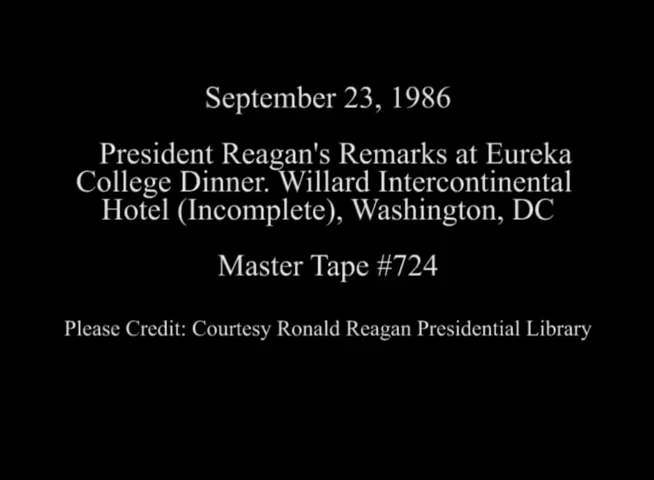 September 23, 1986
President Reagan's Remarks at Eureka
College Dinner. Willard Intercontinental
Hotel (Incomplete), Washington, DC
Master Tape #724
Please Credit: Courtesy Ronald Reagan Presidential Library